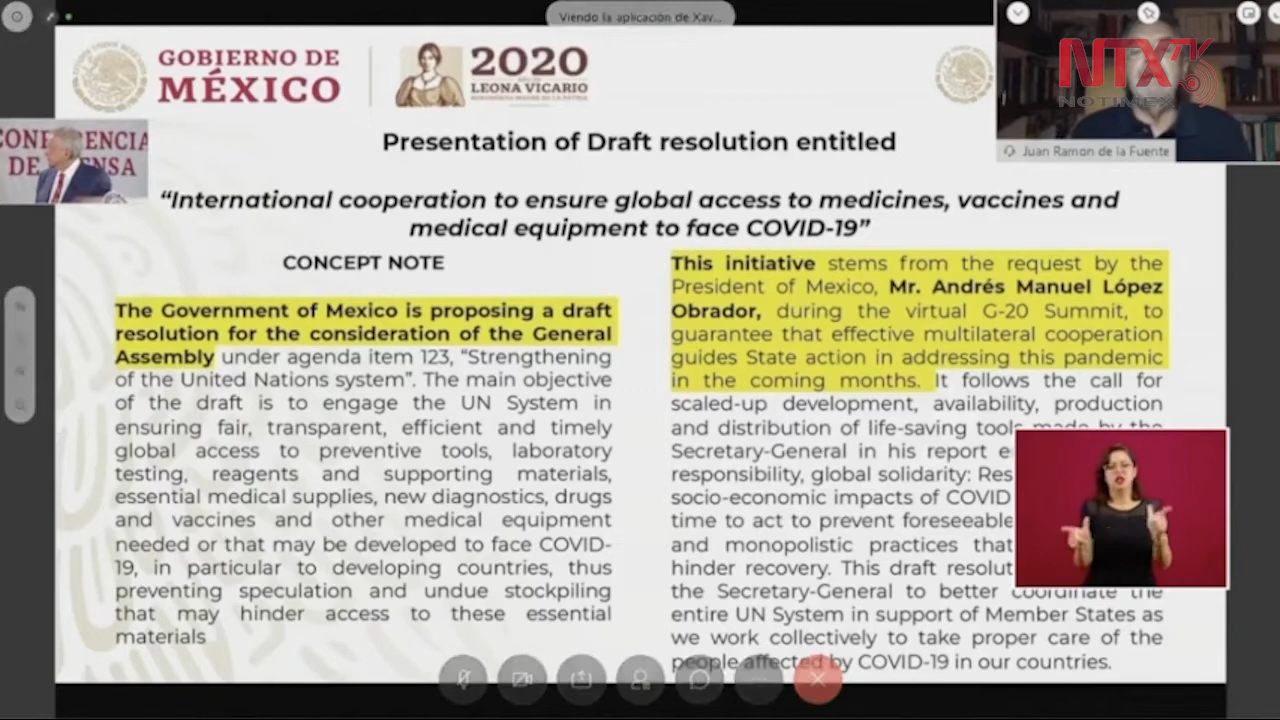 Viendo la aplicación de Xav...
GOBIERNO DE
MÉXICO
2020
LEONA VICARIO
NTX
NOTIMEX
Juan Ramon de la Fuente
CONFERENCIA
DE
ENSA
Presentation of Draft resolution entitled
“International cooperation to ensure global access to medicines, vaccines and
medical equipment to face COVID-19”
CONCEPT NOTE
The Government of Mexico is proposing a draft
resolution for the consideration of the General
Assembly under agenda item 123, “Strengthening
of the United Nations system”. The main objective
of the draft is to engage the UN System in
ensuring fair, transparent, efficient and timely
global access to preventive tools, laboratory
testing, reagents and supporting materials,
essential medical supplies, new diagnostics, drugs
and vaccines and other medical equipment
needed or that may be developed to face COVID-
19, in particular to developing countries, thus
preventing speculation and undue stockpiling
that may hinder access to these essential
materials
This initiative stems from the request by the
President of Mexico, Mr. Andrés Manuel López
Obrador, during the virtual G-20 Summit, to
guarantee that effective multilateral cooperation
guides State action in addressing this pandemic
in the coming months. It follows the call for
scaled-up development, availability, production
and distribution of life-saving tools made by the
Secretary-General in his report e
responsibility, global solidarity: Res
socio-economic impacts of COVID
time to act to prevent foreseeable
and monopolistic practices that
hinder recovery. This draft resolut
the Secretary-General to better coordinate the
entire UN System in support of Member States as
we work collectively to take proper care of the
people affected by COVID-19 in our countries.